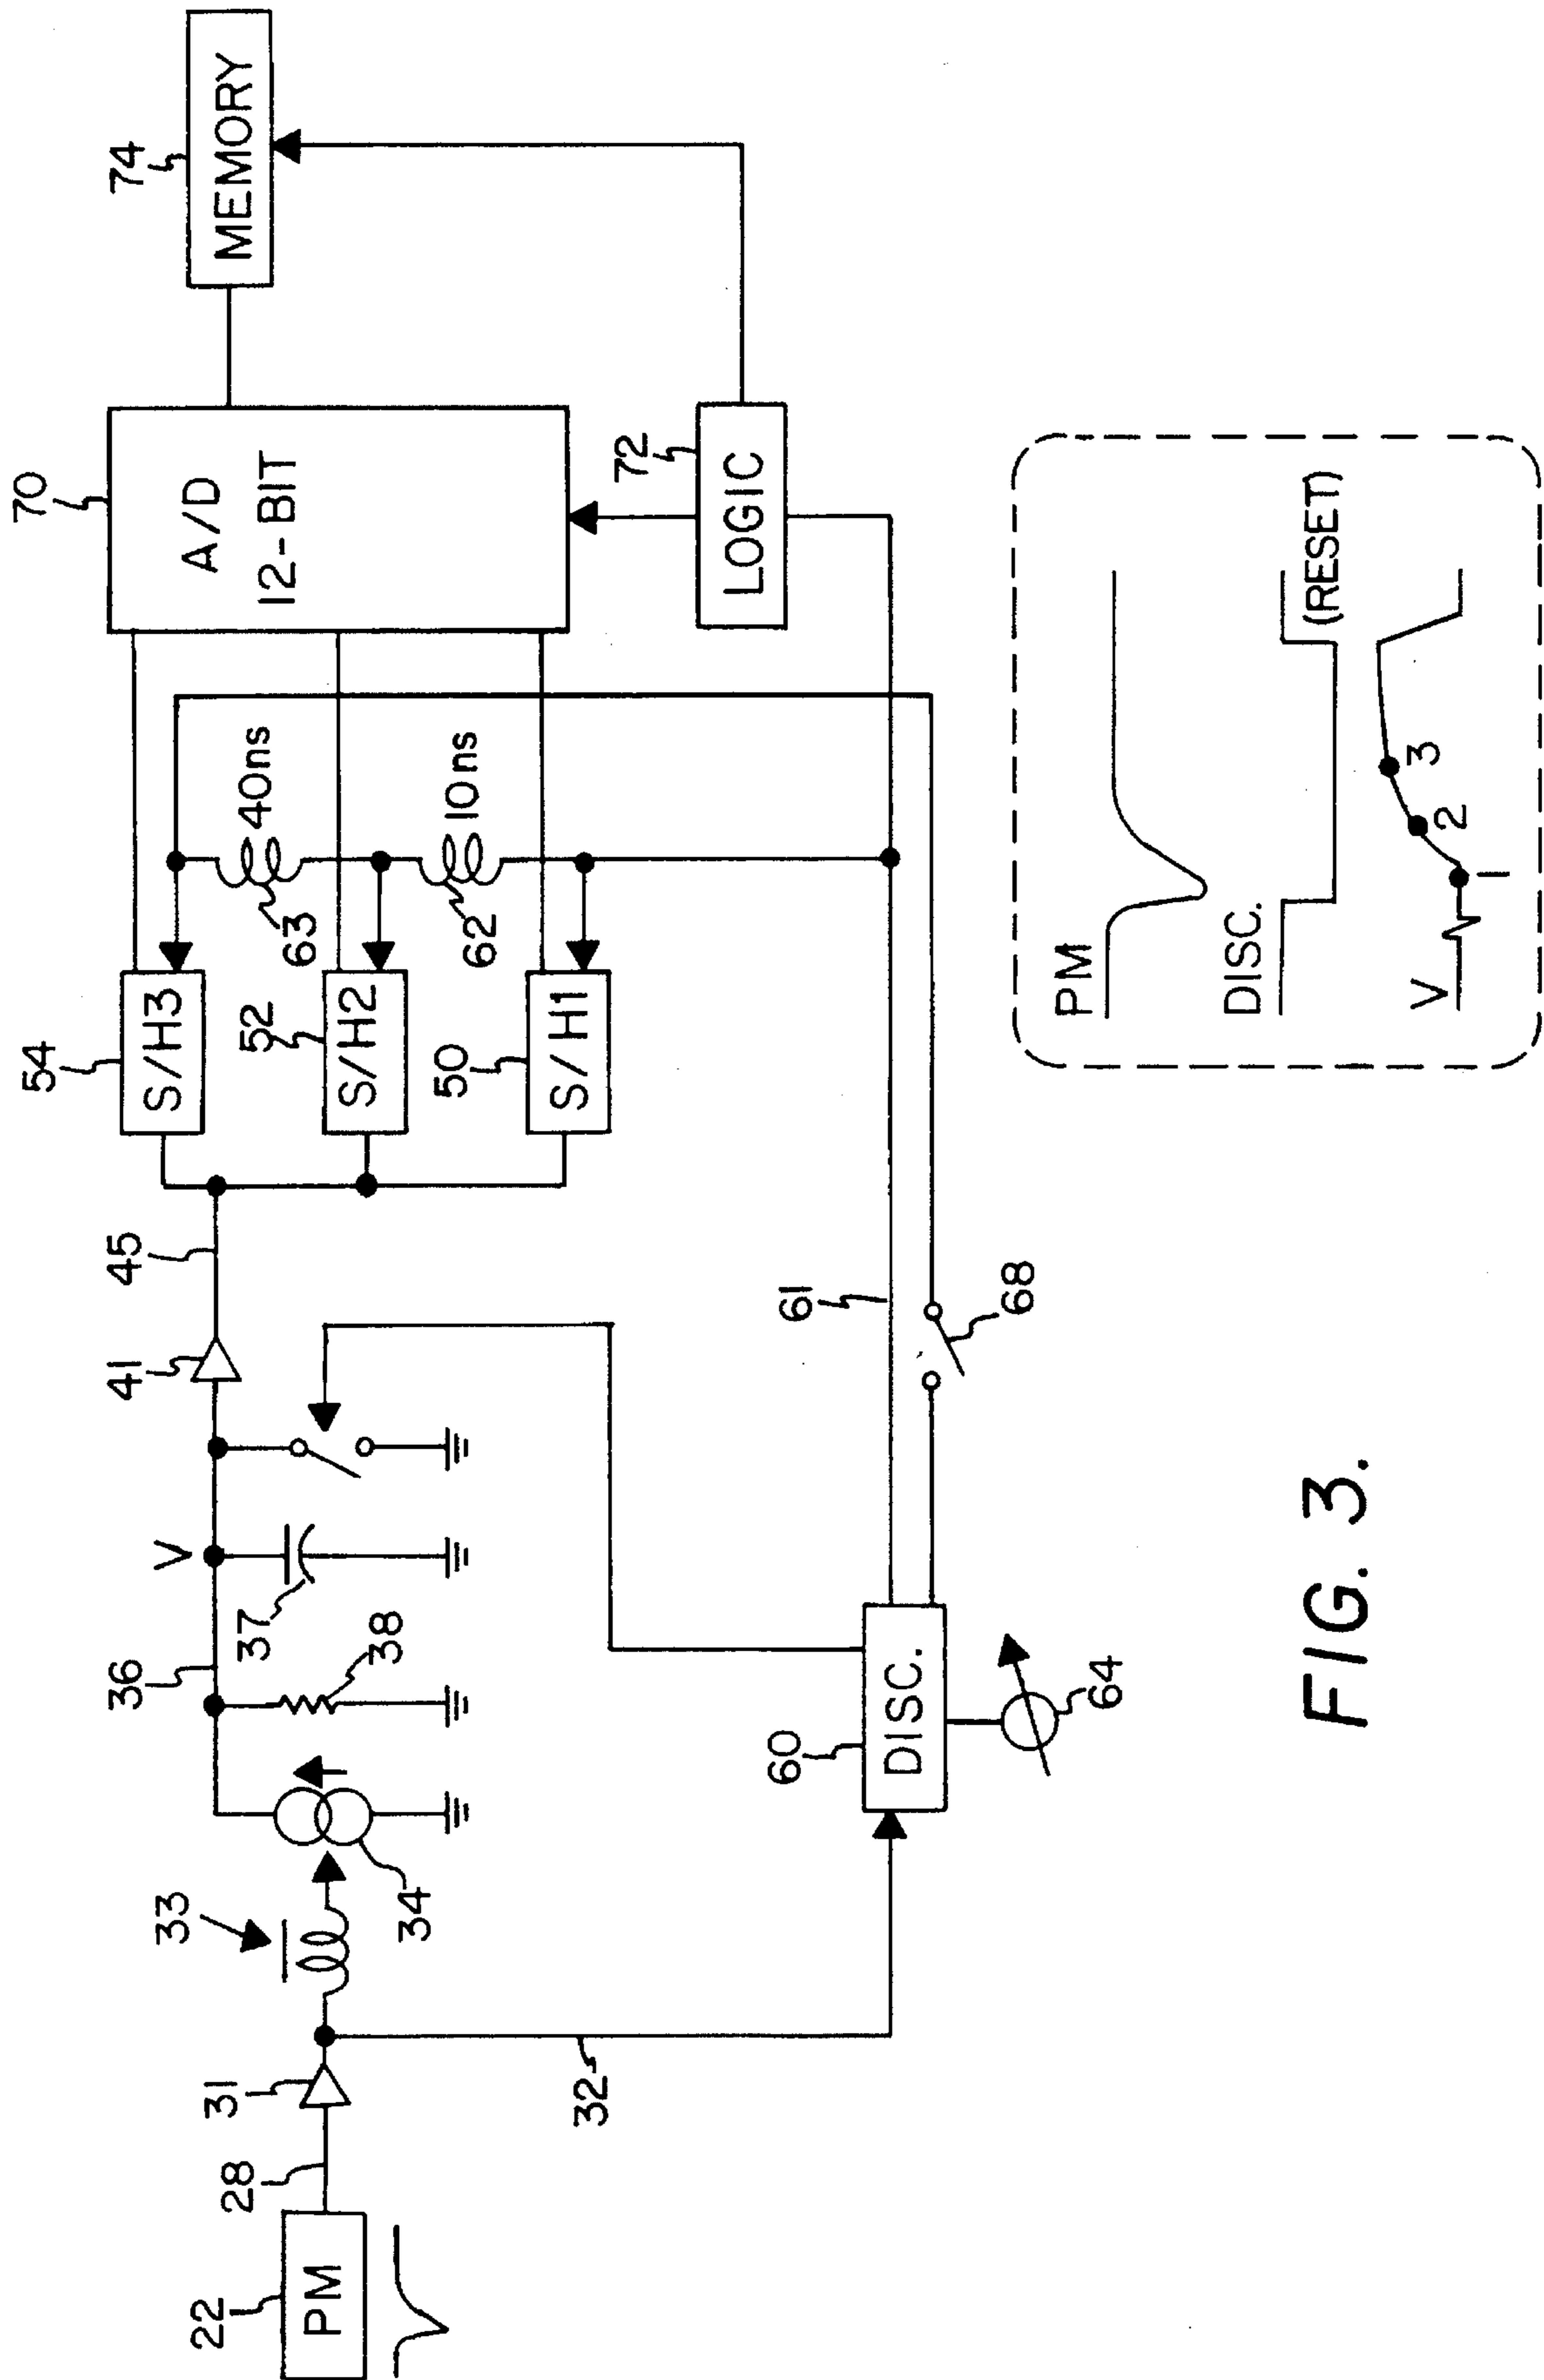 22
PM
28
31
32
33
34
36
38
37
V
41
45
54
S/H3
52
S/H2
50
S/H1
63
40ns
62
10ns
70
A/D
12-BIT
74
MEMORY
72
LOGIC
60
DISC.
64
61
68
PM
DISC.
(RESET)
V
1
2
3
FIG. 3.